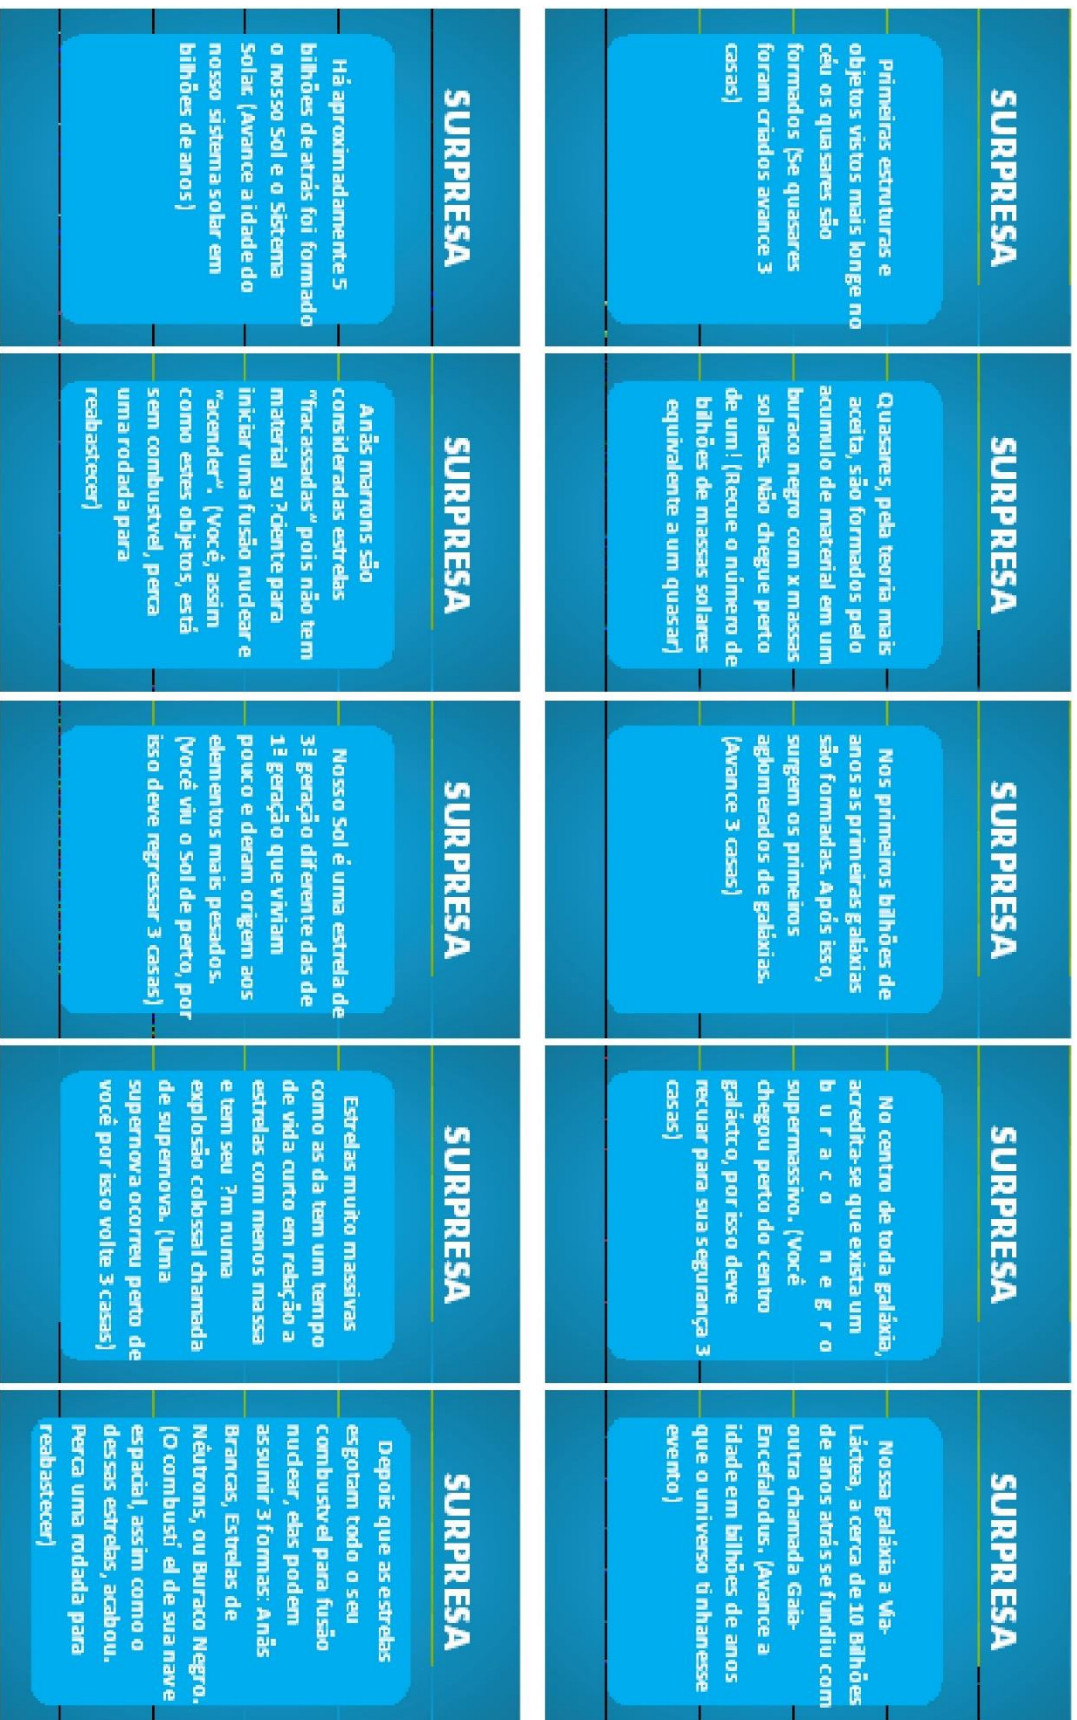 SURPRESA
Primeiras estruturas e
objetos vistos mais longe no
céu os quasares são
formados (Se quasares
foram criados avance 3
casas)
SURPRESA
Quasares, pela teoria mais
aceita, são formados pelo
acumulo de material em um
buraco negro com x massas
solares. Não chegue perto
de um! (Recue o número de
bilhões de massas solares
equivalente a um quasar)
SURPRESA
Nos primeiros bilhões de
anos as primeiras galáxias
são formadas. Após isso,
surgem os primeiros
aglomerados de galáxias.
(Avance 3 casas)
SURPRESA
No centro de toda galáxia,
acredita-se que exista um
b u r a c o n e g r o
supermassivo. (Você
chegou perto do centro
galáctco, por isso deve
recuar para sua segurança 3
casas)
SURPRESA
Nossa galáxia a Via-
Láctea, a cerca de 10 Bilhões
de anos atrás se fundiu com
outra chamada Gaia-
Encefalodus. (Avance a
idade em bilhões de anos
que o universo ti nha nesse
evento)
SURPRESA
Há aproximadamente 5
bilhões de atrás foi formado
o nosso Sol e o Sistema
Solar. (Avance a idade do
nosso sistema solar em
bilhões de anos)
SURPRESA
Anãs marrons são
consideradas estrelas
"fracassadas" pois não tem
material su?ciente para
iniciar uma fusão nuclear e
"acender". (Você, assim
como estes objetos, está
sem combustvel, perca
uma rodada para
reabastecer)
SURPRESA
Nosso Sol é uma estrela de
3ª geração diferente das de
1ª geração que viviam
pouco e deram origem aos
elementos mais pesados.
(Você viu o Sol de perto, por
isso deve regressar 3 casas)
SURPRESA
Estrelas muito massivas
como as da tem um tempo
de vida curto em relação a
estrelas com menos massa
e tem seu ?m numa
explosão colossal chamada
de supernova. (Uma
supernova ocorreu perto de
você por isso volte 3 casas)
SURPRESA
Depois que as estrelas
esgotam todo o seu
combustvel para fusão
nuclear, elas podem
assumir 3 formas: Anãs
Brancas, Estrelas de
Nêutrons, ou Buraco Negro.
(O combustí el de sua nave
espacial, assim como o
dessas estrelas, acabou.
Perca uma rodada para
reabastecer)